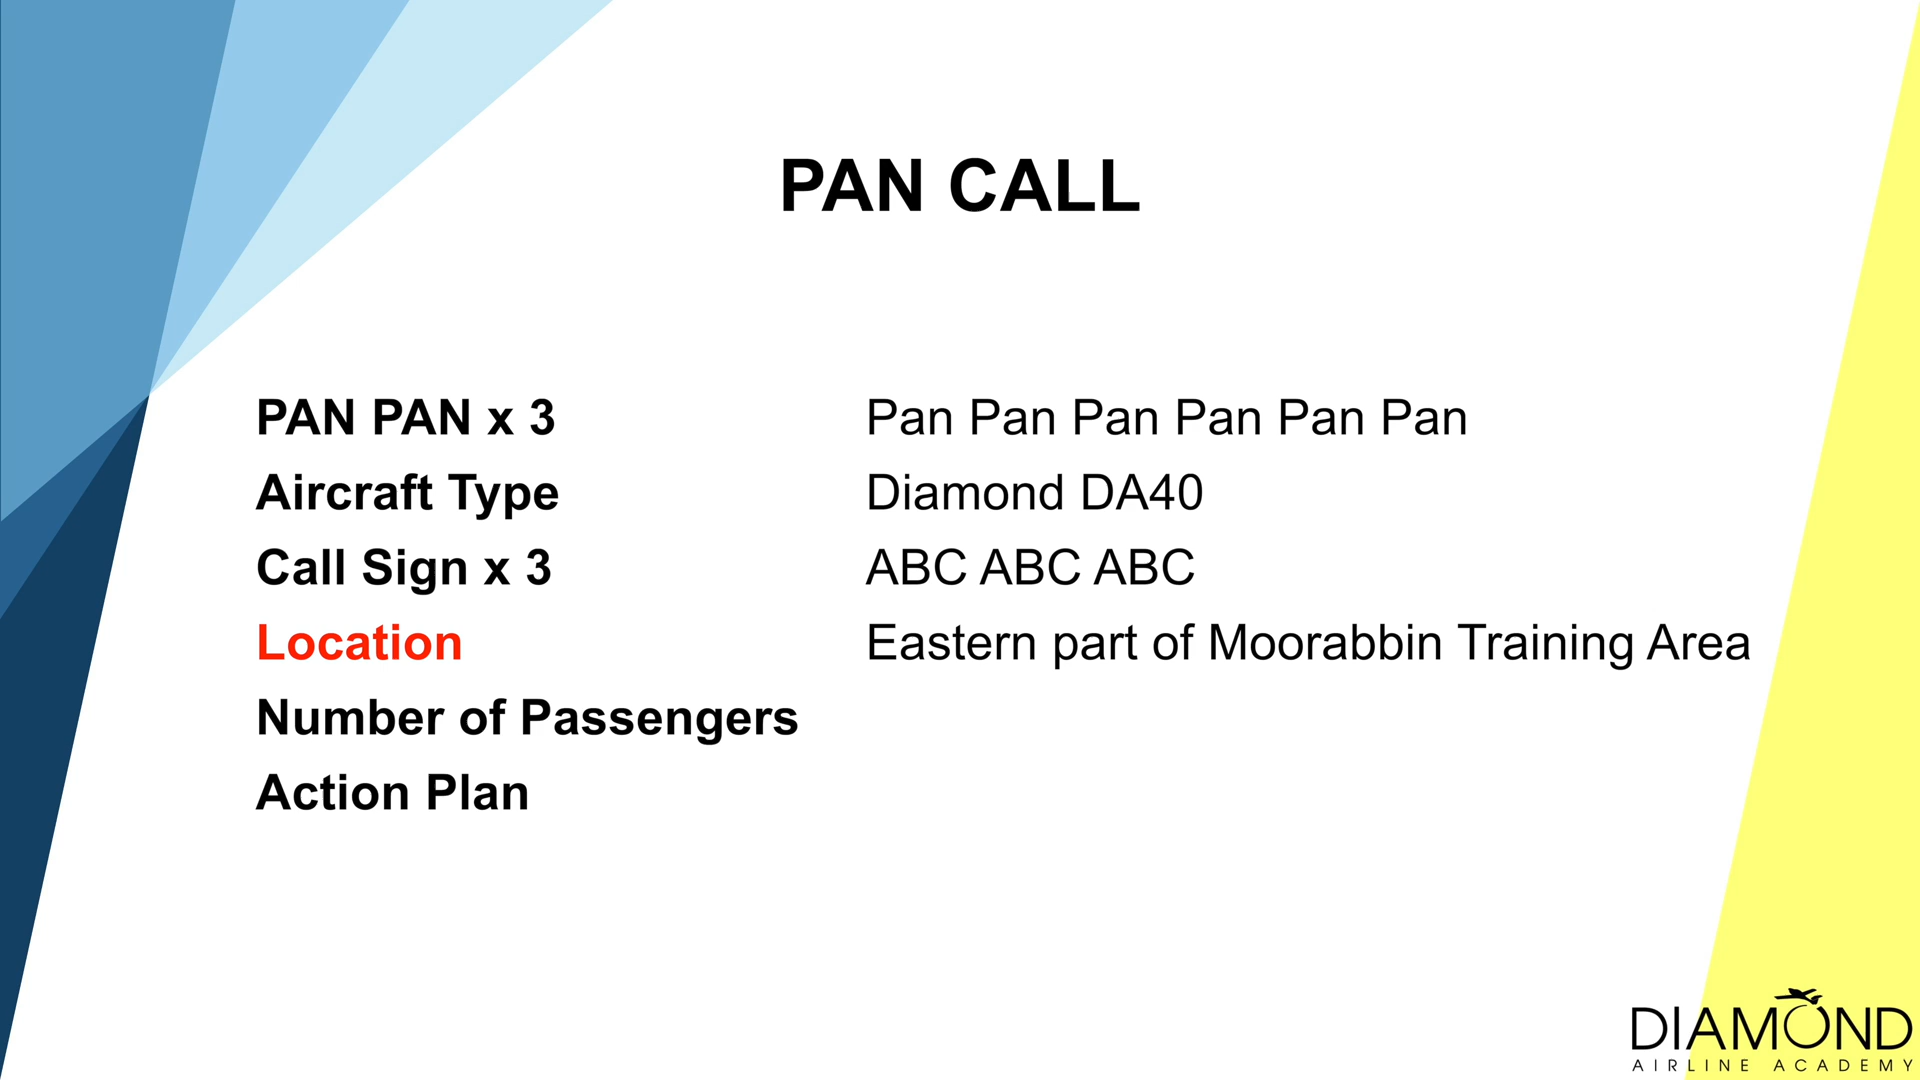 PAN CALL
PAN PAN x 3 Pan Pan Pan Pan Pan Pan
Aircraft Type Diamond DA40
Call Sign x 3 ABC ABC ABC
Location Eastern part of Moorabbin Training Area
Number of Passengers
Action Plan
DIAMOND
AIRLINE ACADEMY